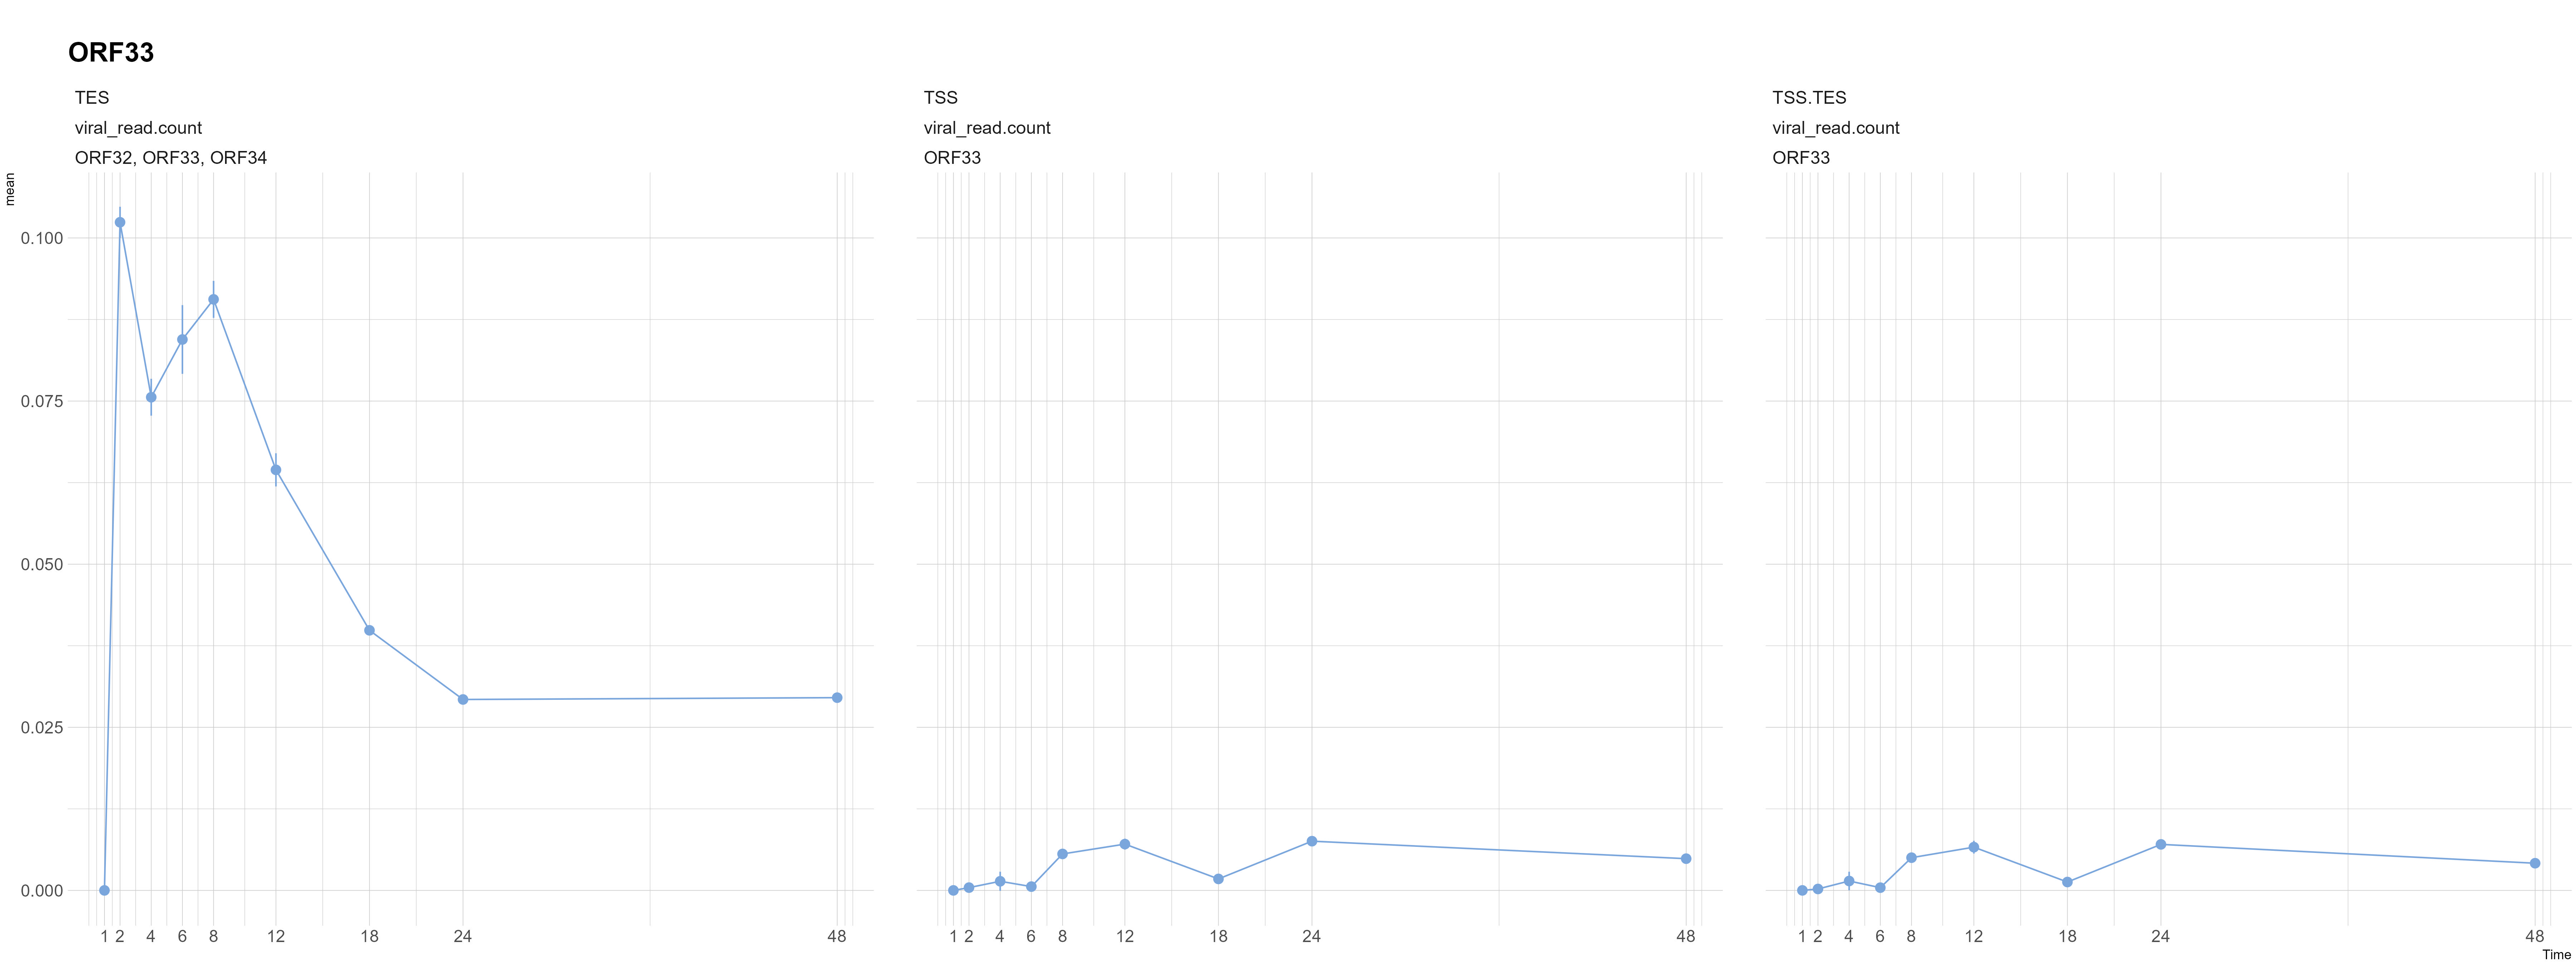 ORF33
TES
viral_read.count
ORF32, ORF33, ORF34
TSS
viral_read.count
ORF33
TSS.TES
viral_read.count
ORF33
mean
0.100
0.075
0.050
0.025
0.000
1 2 4 6 8 12 18 24 48
1 2 4 6 8 12 18 24 48
1 2 4 6 8 12 18 24 48
Time